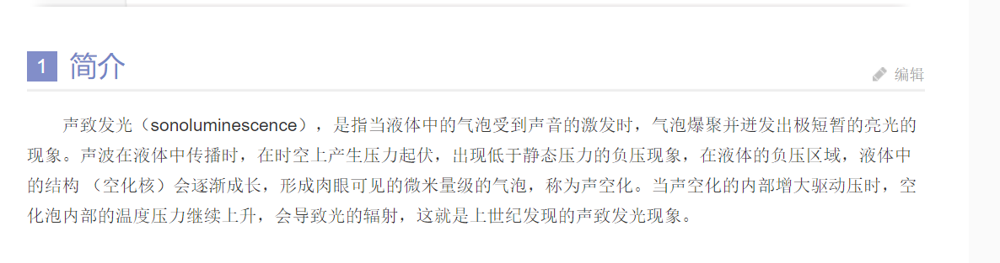 1 简介
编辑
声致发光（sonoluminescence），是指当液体中的气泡受到声音的激发时，气泡爆聚并迸发出极短暂的亮光的
现象。声波在液体中传播时，在时空上产生压力起伏，出现低于静态压力的负压现象，在液体的负压区域，液体中
的结构 （空化核）会逐渐成长，形成肉眼可见的微米量级的气泡，称为声空化。当声空化的内部增大驱动压时，空
化泡内部的温度压力继续上升，会导致光的辐射，这就是上世纪发现的声致发光现象。